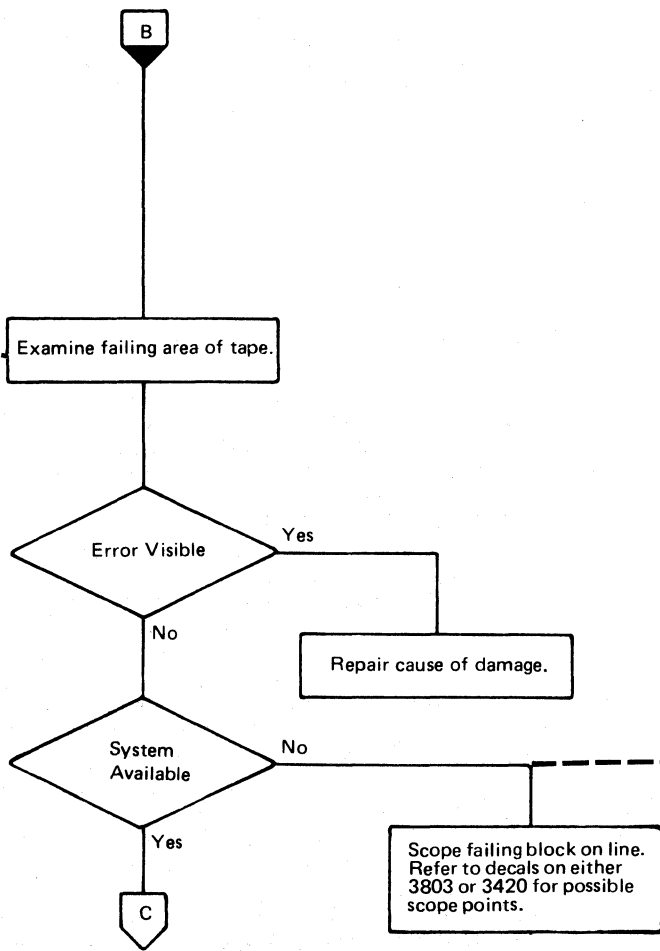 B
Examine failing area of tape.
Error Visible
Yes
No
Repair cause of damage.
System
Available
No
Yes
Scope failing block on line.
Refer to decals on either
3803 or 3420 for possible
scope points.
C